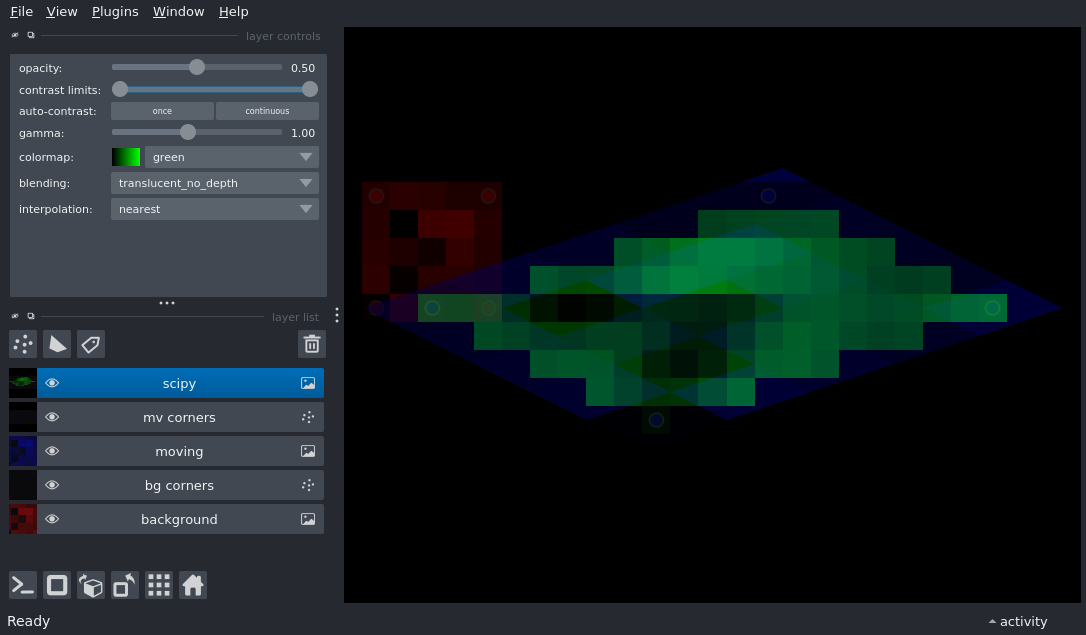 File View Plugins Window Help
layer controls
opacity: 0.50
contrast limits:
auto-contrast: once continuous
gamma: 1.00
colormap: green
blending: translucent_no_depth
interpolation: nearest
layer list
scipy
mv corners
moving
bg corners
background
Ready
activity